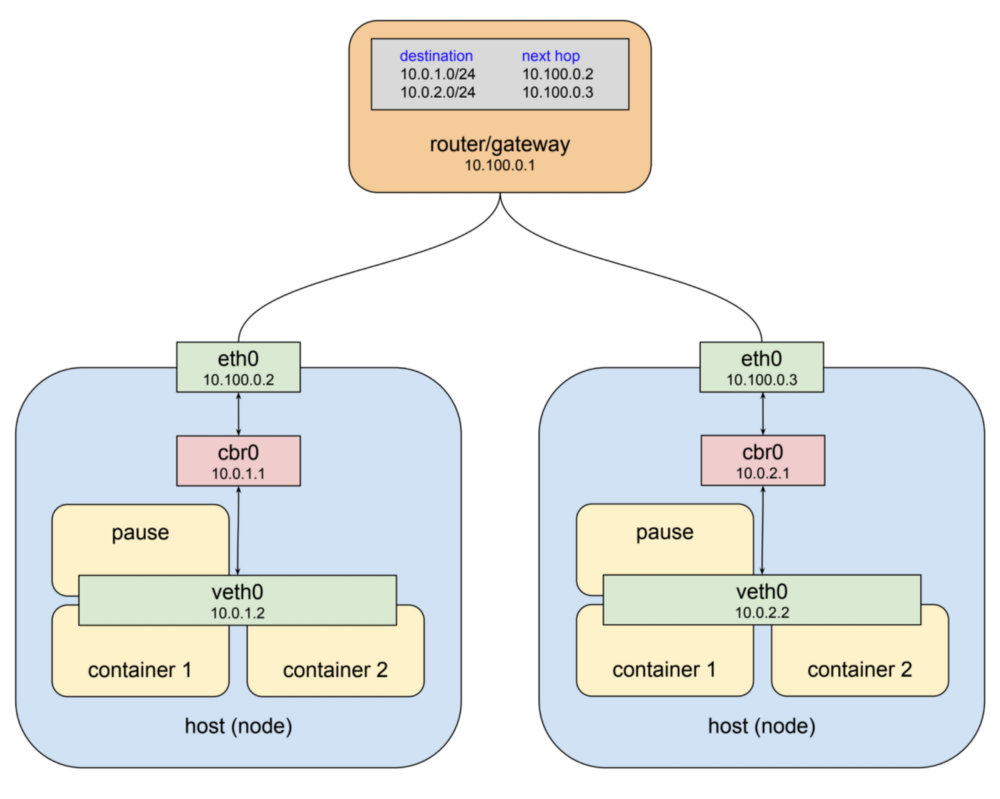 destination next hop
10.0.1.0/24 10.100.0.2
10.0.2.0/24 10.100.0.3
router/gateway
10.100.0.1
eth0
10.100.0.2
cbr0
10.0.1.1
pause
veth0
10.0.1.2
container 1
container 2
host (node)
eth0
10.100.0.3
cbr0
10.0.2.1
pause
veth0
10.0.2.2
container 1
container 2
host (node)